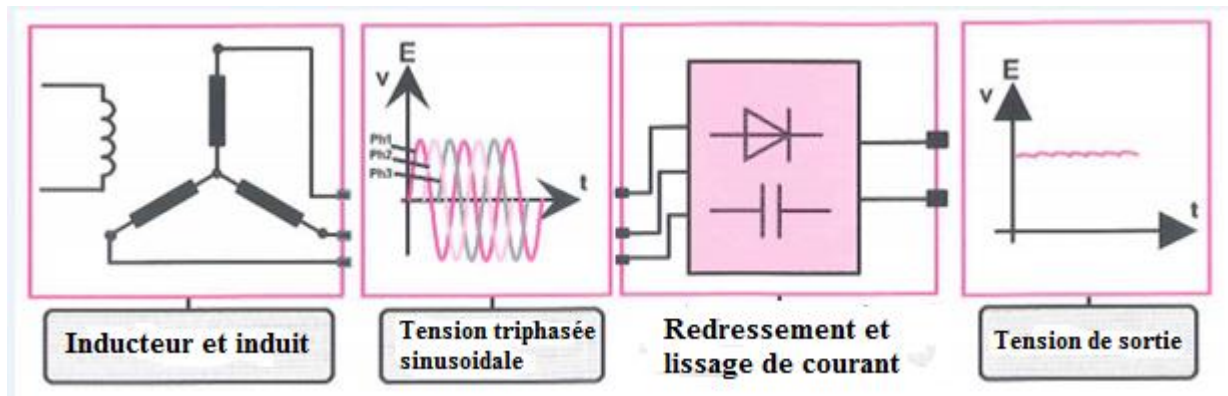 E
v
Ph1
Ph2
Ph3
t
E
v
t
Inducteur et induit
Tension triphasée
sinusoidale
Redressement et
lissage de courant
Tension de sortie